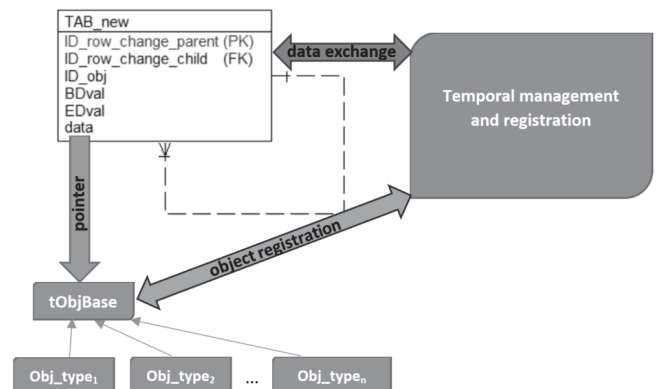 TAB_new
ID_row_change_parent (PK)
ID_row_change_child (FK)
ID_obj
BDval
EDval
data
data exchange
Temporal management
and registration
pointer
object registration
tObjBase
Obj_type₁
Obj_type₂
...
Obj_typeₙ